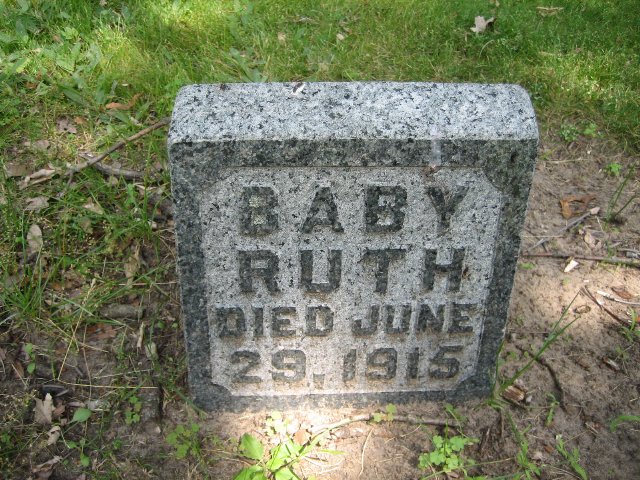 BABY
RUTH
DIED JUNE
29, 1915